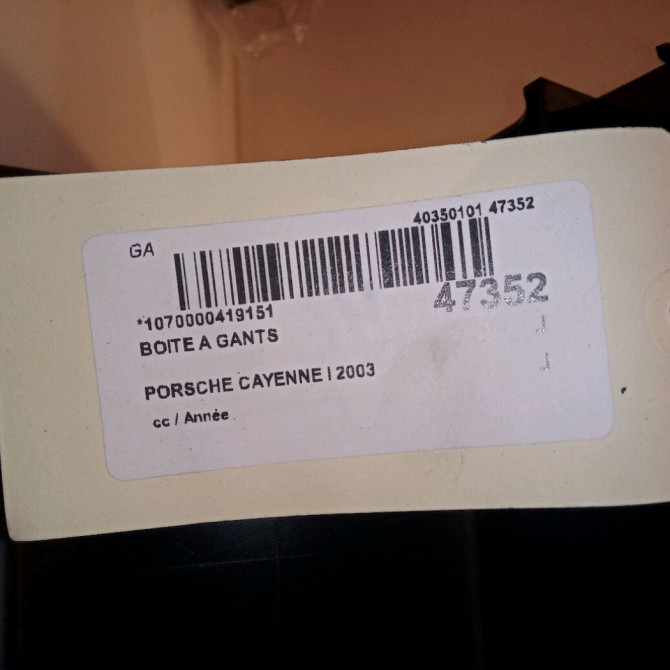 40350101 47352
GA
47352
*1070000419151
BOITE A GANTS
PORSCHE CAYENNE I 2003
cc / Année